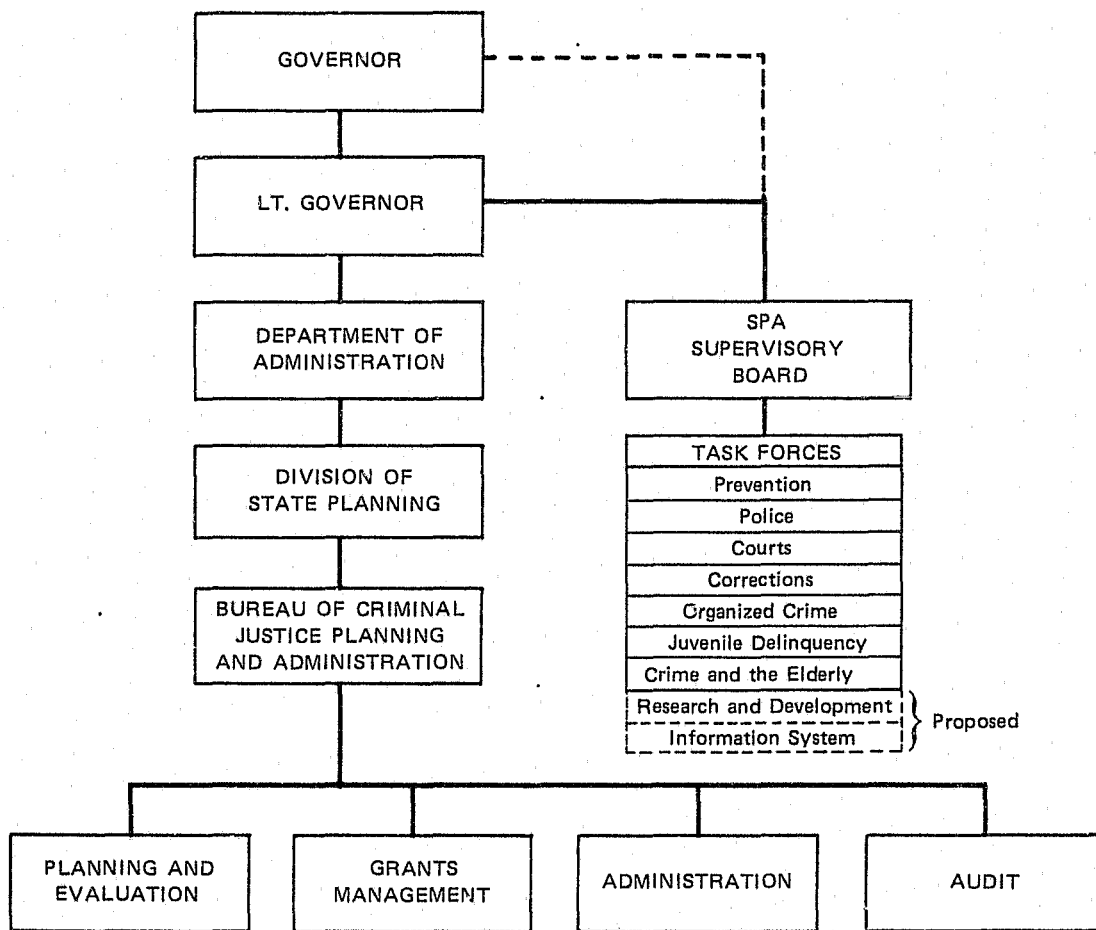 GOVERNOR
LT. GOVERNOR
DEPARTMENT OF
ADMINISTRATION
SPA
SUPERVISORY
BOARD
DIVISION OF
STATE PLANNING
TASK FORCES
Prevention
Police
Courts
Corrections
Organized Crime
Juvenile Delinquency
Crime and the Elderly
Research and Development
Information System
Proposed
BUREAU OF CRIMINAL
JUSTICE PLANNING
AND ADMINISTRATION
PLANNING AND
EVALUATION
GRANTS
MANAGEMENT
ADMINISTRATION
AUDIT